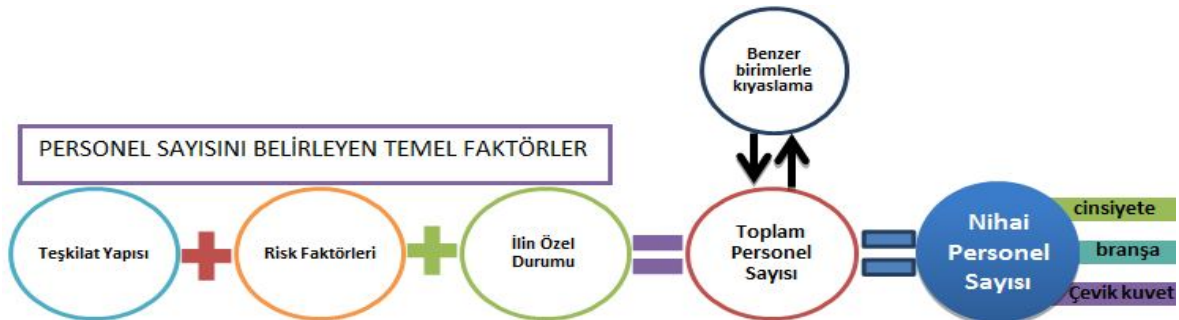 Benzer
birimlerle
kıyaslama
PERSONEL SAYISINI BELİRLEYEN TEMEL FAKTÖRLER
Teşkilat Yapısı
Risk Faktörleri
İlin Özel
Durumu
Toplam
Personel
Sayısı
Nihai
Personel
Sayısı
cinsiyete
branşa
Çevik kuvet